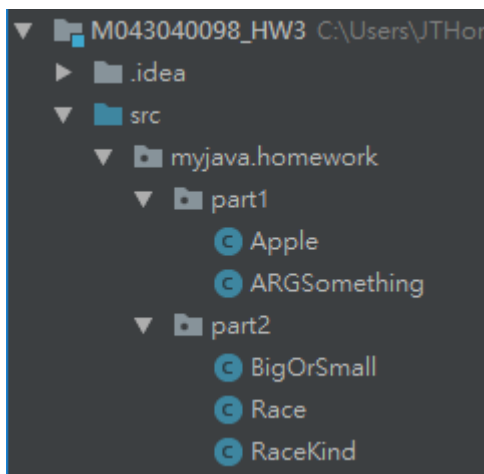 M043040098_HW3 C:\Users\JTHor
.idea
src
myjava.homework
part1
Apple
ARGSomething
part2
BigOrSmall
Race
RaceKind